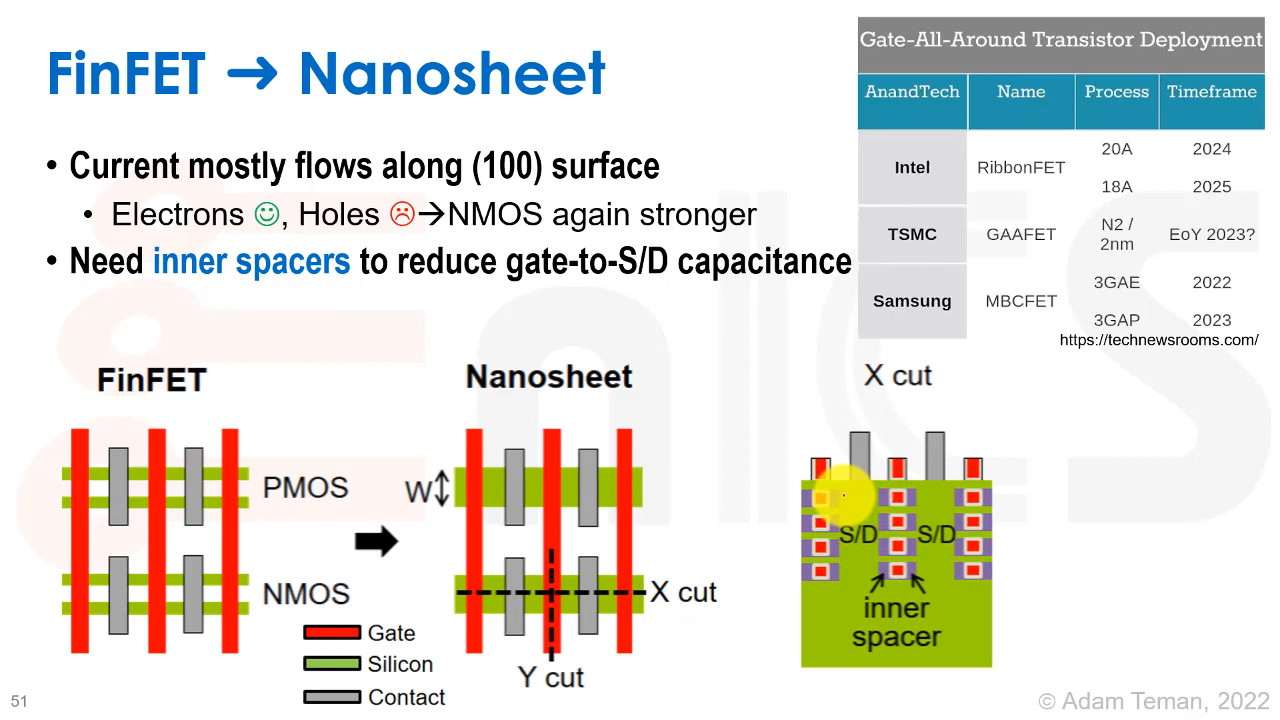 FinFET ➔ Nanosheet
• Current mostly flows along (100) surface
• Electrons ☺, Holes ☹→NMOS again stronger
• Need inner spacers to reduce gate-to-S/D capacitance
Gate-All-Around Transistor Deployment
AnandTech Name Process Timeframe
Intel RibbonFET 20A 2024
18A 2025
TSMC GAAFET N2 / 2nm EoY 2023?
Samsung MBCFET 3GAE 2022
3GAP 2023
https://technewsrooms.com/
FinFET
PMOS
NMOS
Gate
Silicon
Contact
Nanosheet
W
X cut
Y cut
X cut
S/D S/D
inner
spacer
51
© Adam Teman, 2022